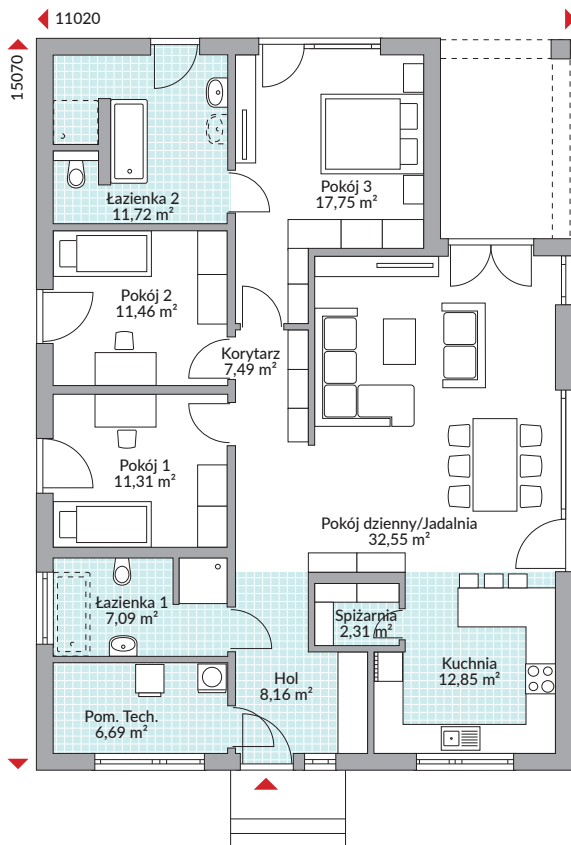 11020
15070
Łazienka 2
11,72 m²
Pokój 3
17,75 m²
Pokój 2
11,46 m²
Korytarz
7,49 m²
Pokój 1
11,31 m²
Pokój dzienny/Jadalnia
32,55 m²
Łazienka 1
7,09 m²
Spiżarnia
2,31 m²
Kuchnia
12,85 m²
Hol
8,16 m²
Pom. Tech.
6,69 m²